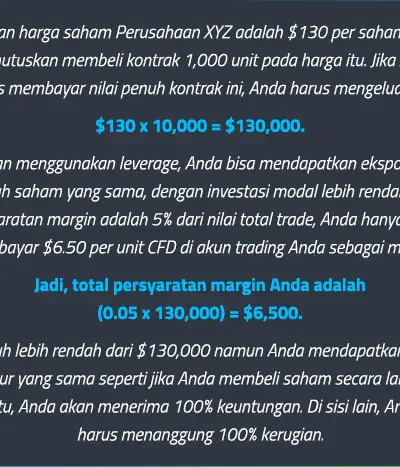 an harga saham Perusahaan XYZ adalah $130 per saham
utuskan membeli kontrak 1,000 unit pada harga itu. Jika
s membayar nilai penuh kontrak ini, Anda harus mengelua
$130 x 10,000 = $130,000.
an menggunakan leverage, Anda bisa mendapatkan ekspo
h saham yang sama, dengan investasi modal lebih renda
aratan margin adalah 5% dari nilai total trade, Anda hany
bayar $6.50 per unit CFD di akun trading Anda sebagai m
Jadi, total persyaratan margin Anda adalah
(0.05 x 130,000) = $6,500.
uh lebih rendah dari $130,000 namun Anda mendapatkan
ur yang sama seperti jika Anda membeli saham secara la
tu, Anda akan menerima 100% keuntungan. Di sisi lain, An
harus menanggung 100% kerugian.